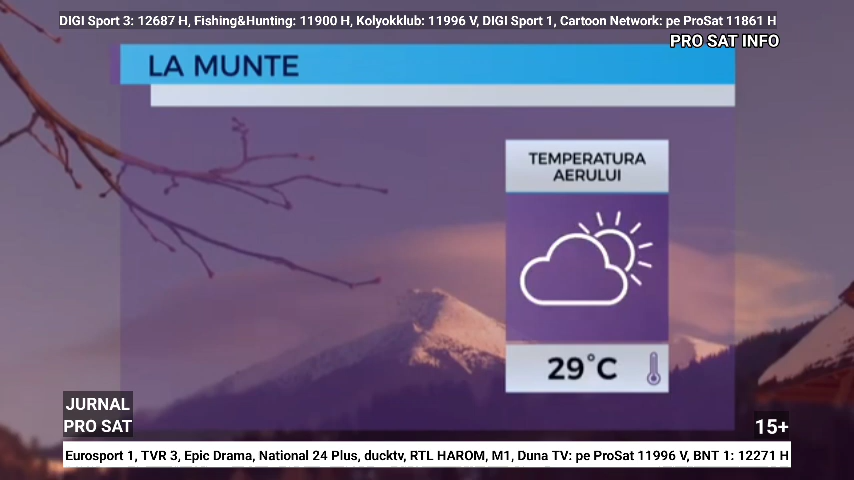 DIGI Sport 3: 12687 H, Fishing&Hunting: 11900 H, Kolyokklub: 11996 V, DIGI Sport 1, Cartoon Network: pe ProSat 11861 H
PRO SAT INFO
LA MUNTE
TEMPERATURA
AERULUI
29°C
JURNAL
PRO SAT
15+
Eurosport 1, TVR 3, Epic Drama, National 24 Plus, ducktv, RTL HAROM, M1, Duna TV: pe ProSat 11996 V, BNT 1: 12271 H